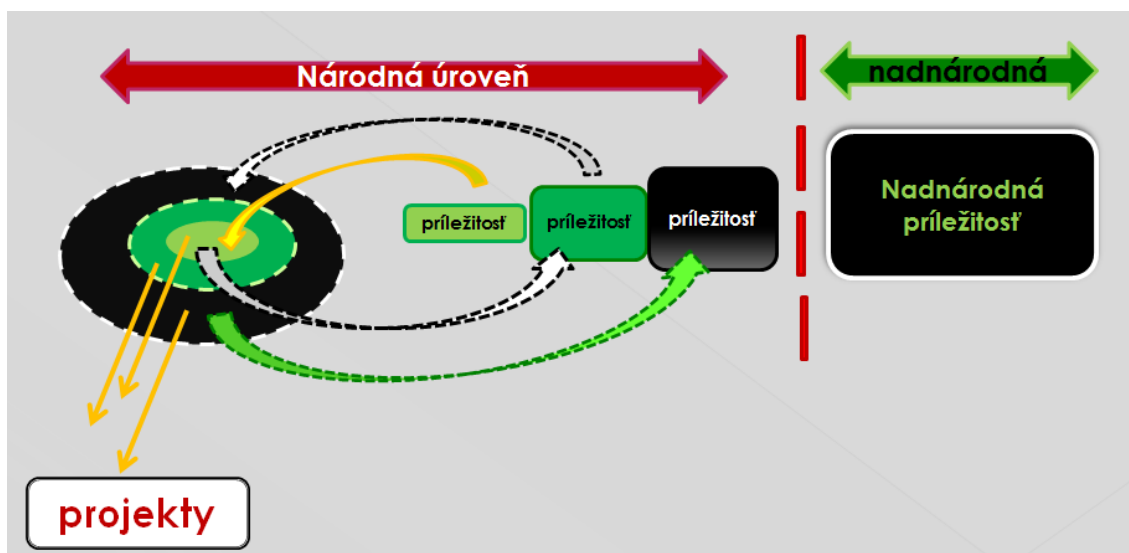 Národná úroveň
nadnárodná
príležitosť
príležitosť
príležitosť
Nadnárodná
príležitosť
projekty